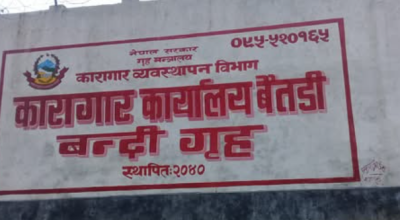 नेपाल सरकार
०९५-५२०१६५
गृह मन्त्रालय
कारागार व्यवस्थापन विभाग
कारागार कार्यालय बैतडी
बन्दी गृह
स्थापित:२०४०